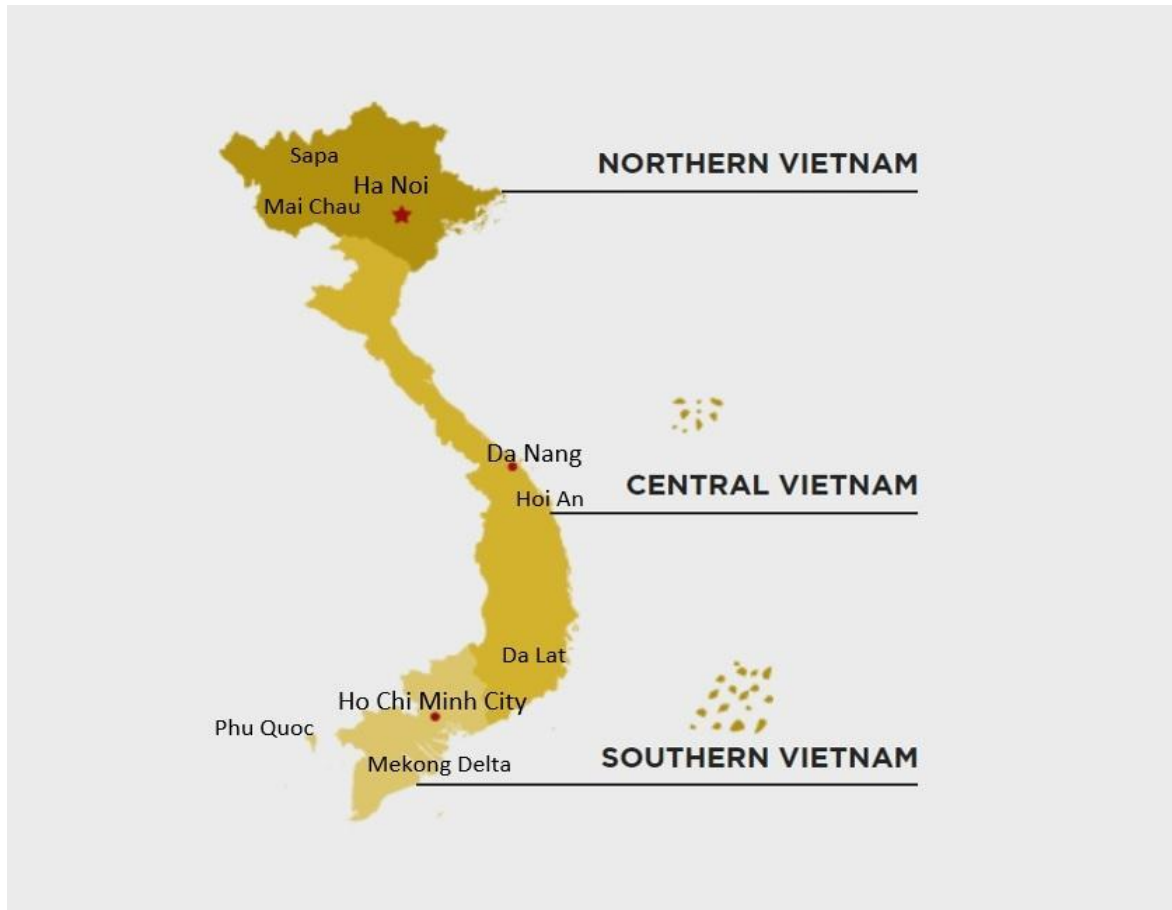 Sapa
NORTHERN VIETNAM
Ha Noi
Mai Chau
Da Nang
CENTRAL VIETNAM
Hoi An
Da Lat
Ho Chi Minh City
Phu Quoc
SOUTHERN VIETNAM
Mekong Delta